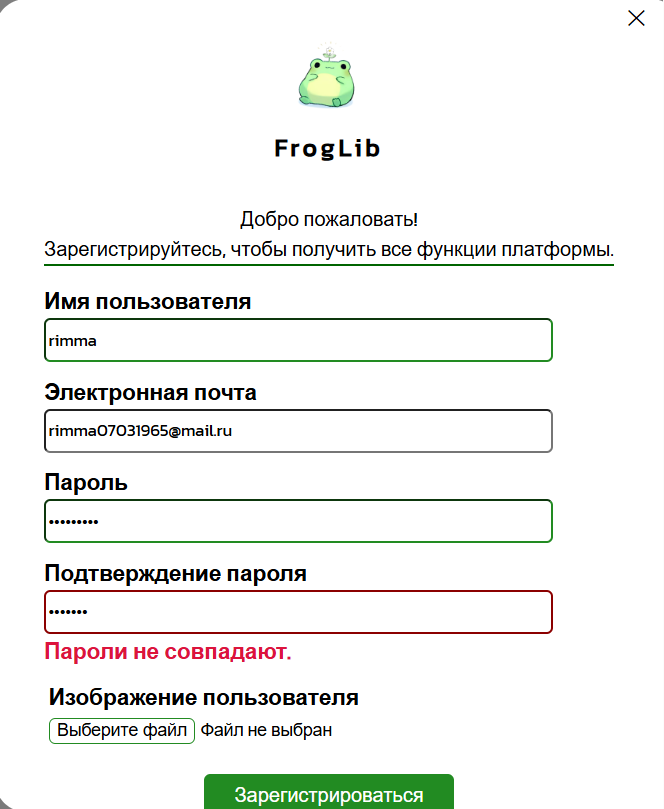 FrogLib
Добро пожаловать!
Зарегистрируйтесь, чтобы получить все функции платформы.
Имя пользователя
rimma
Электронная почта
rimma07031965@mail.ru
Пароль
•••••••••
Подтверждение пароля
•••••••
Пароли не совпадают.
Изображение пользователя
Выберите файл Файл не выбран
Зарегистрироваться